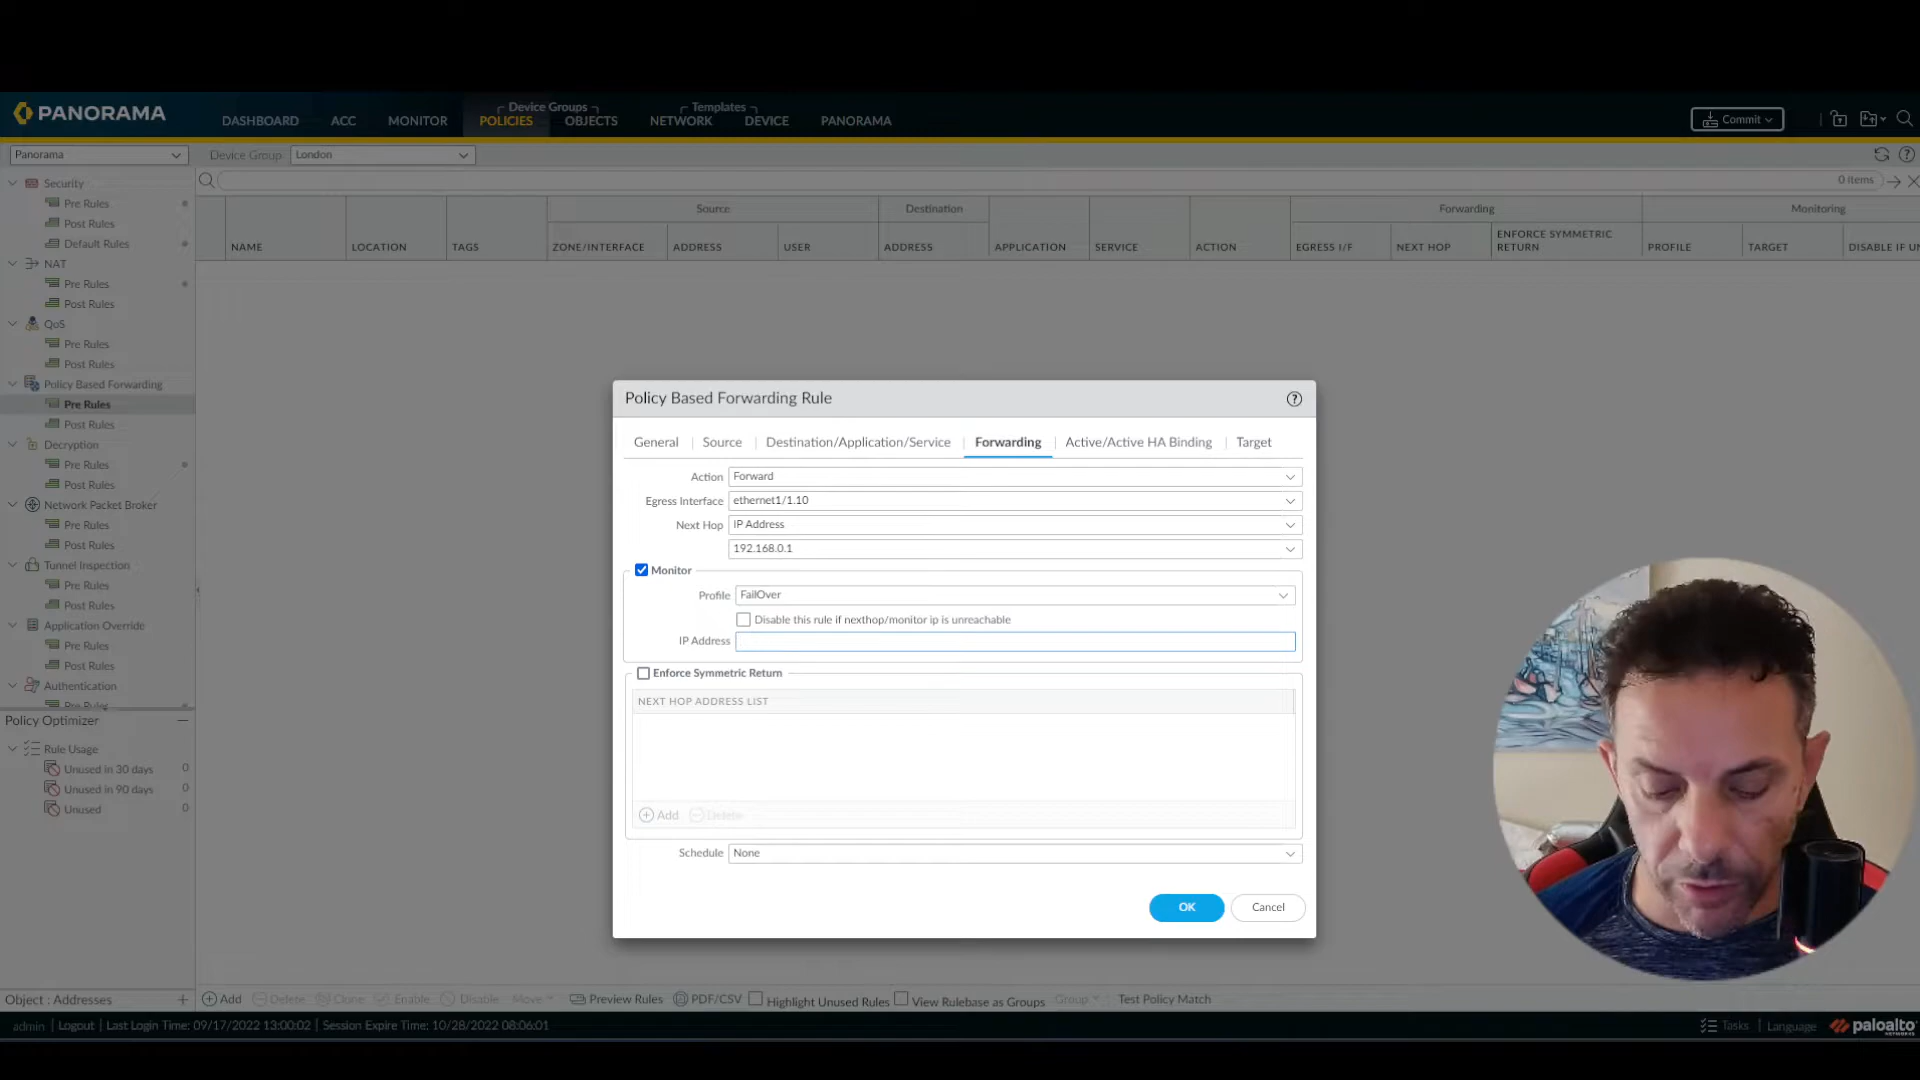 PANORAMA
DASHBOARD
ACC
MONITOR
Device Groups
POLICIES
OBJECTS
Templates
NETWORK
DEVICE
PANORAMA
Commit
Panorama
Device Group
London
Security
Pre Rules
Post Rules
Default Rules
NAT
Pre Rules
Post Rules
QoS
Pre Rules
Post Rules
Policy Based Forwarding
Pre Rules
Post Rules
Decryption
Pre Rules
Post Rules
Network Packet Broker
Pre Rules
Post Rules
Tunnel Inspection
Pre Rules
Post Rules
Application Override
Pre Rules
Post Rules
Authentication
Pre Rules
Policy Optimizer
Rule Usage
Unused in 30 days 0
Unused in 90 days 0
Unused 0
Object : Addresses
0 items
Source
Destination
Forwarding
Monitoring
NAME
LOCATION
TAGS
ZONE/INTERFACE
ADDRESS
USER
ADDRESS
APPLICATION
SERVICE
ACTION
EGRESS I/F
NEXT HOP
ENFORCE SYMMETRIC
RETURN
PROFILE
TARGET
DISABLE IF UN
Policy Based Forwarding Rule
General
Source
Destination/Application/Service
Forwarding
Active/Active HA Binding
Target
Action Forward
Egress Interface ethernet1/1.10
Next Hop IP Address
192.168.0.1
Monitor
Profile FailOver
Disable this rule if nexthop/monitor ip is unreachable
IP Address
Enforce Symmetric Return
NEXT HOP ADDRESS LIST
Add Delete
Schedule None
OK
Cancel
Add
Delete
Clone
Enable
Disable
Move
Preview Rules
PDF/CSV
Highlight Unused Rules
View Rulebase as Groups
Group
Test Policy Match
admin | Logout | Last Login Time: 09/17/2022 13:00:02 | Session Expire Time: 10/28/2022 08:06:01
Tasks | Language
paloalto
NETWORKS